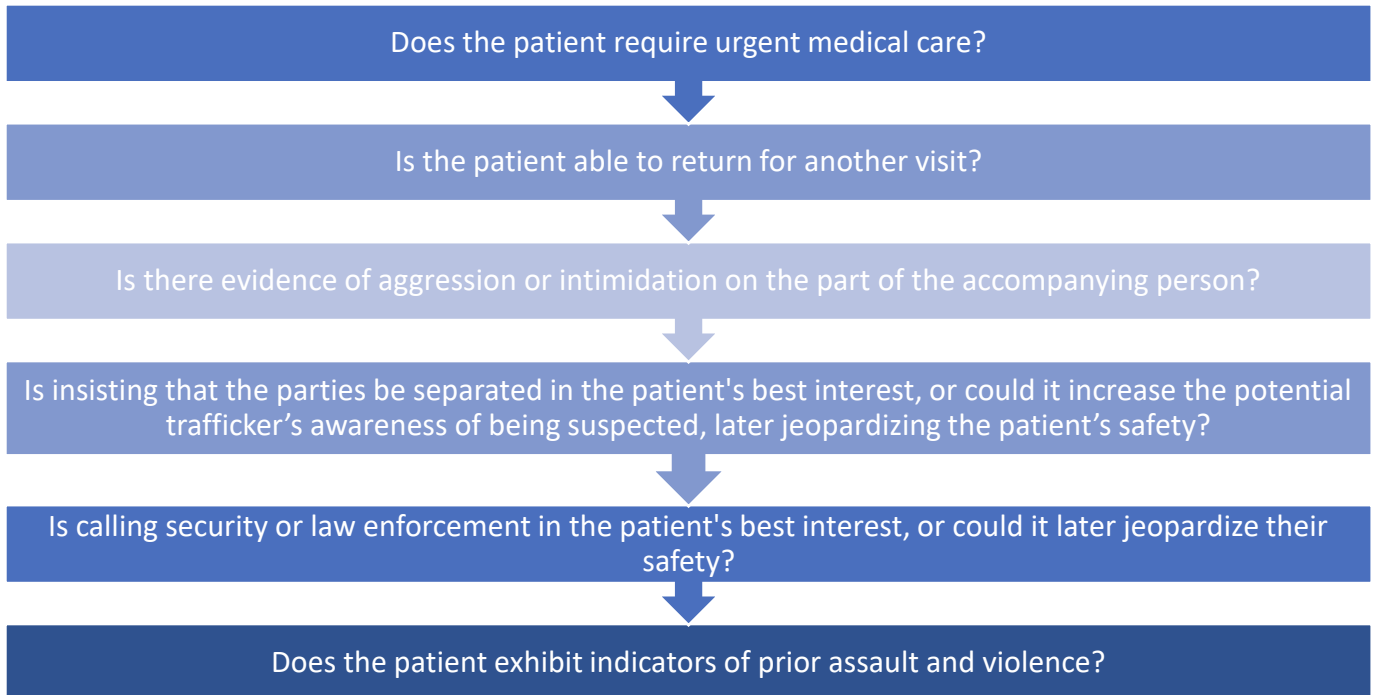 Does the patient require urgent medical care?
Is the patient able to return for another visit?
Is there evidence of aggression or intimidation on the part of the accompanying person?
Is insisting that the parties be separated in the patient's best interest, or could it increase the potential
trafficker’s awareness of being suspected, later jeopardizing the patient’s safety?
Is calling security or law enforcement in the patient's best interest, or could it later jeopardize their
safety?
Does the patient exhibit indicators of prior assault and violence?